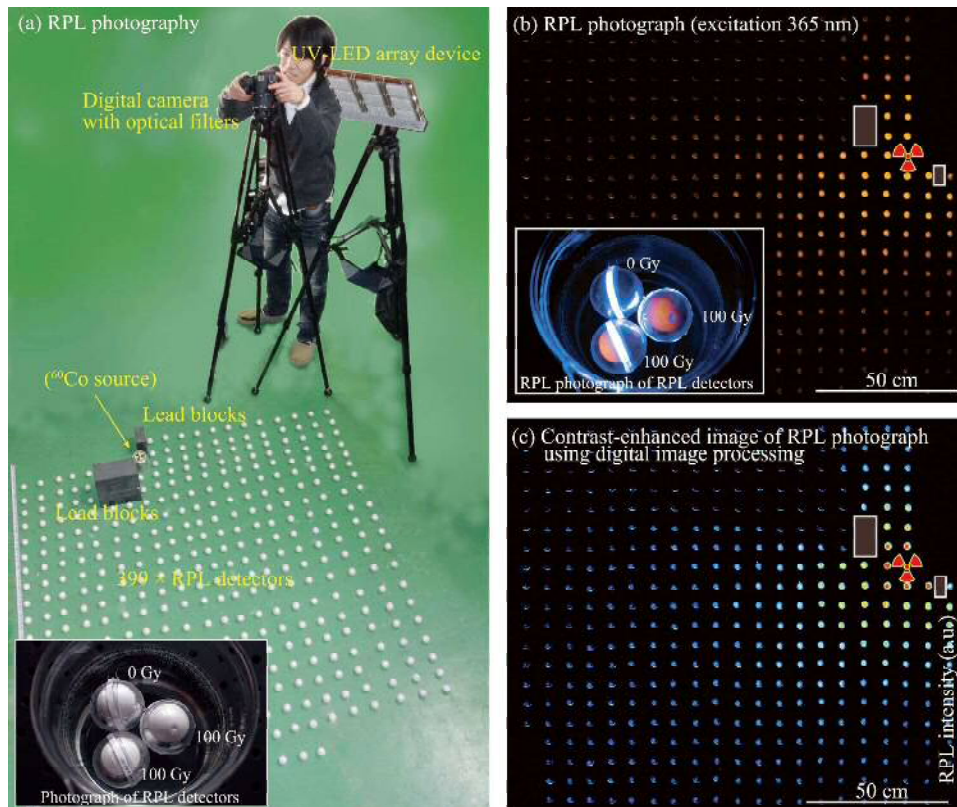 (a) RPL photography
UV-LED array device
Digital camera
with optical filters
(⁶⁰Co source)
Lead blocks
Lead blocks
399 × RPL detectors
0 Gy
100 Gy
100 Gy
Photograph of RPL detectors
(b) RPL photograph (excitation 365 nm)
0 Gy
100 Gy
100 Gy
RPL photograph of RPL detectors
50 cm
(c) Contrast-enhanced image of RPL photograph
using digital image processing
RPL intensity (a.u.)
50 cm